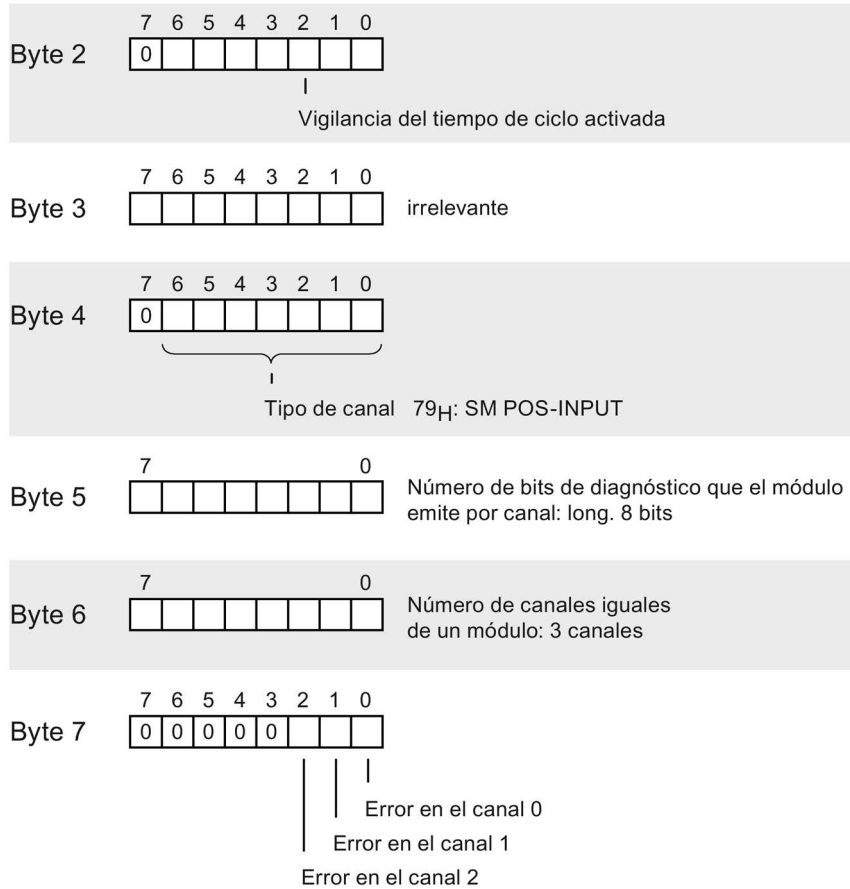 7 6 5 4 3 2 1 0
Byte 2 0
Vigilancia del tiempo de ciclo activada
7 6 5 4 3 2 1 0
Byte 3 irrelevante
7 6 5 4 3 2 1 0
Byte 4 0
Tipo de canal 79H: SM POS-INPUT
7 0
Byte 5
Número de bits de diagnóstico que el módulo
emite por canal: long. 8 bits
7 0
Byte 6
Número de canales iguales
de un módulo: 3 canales
7 6 5 4 3 2 1 0
Byte 7 0 0 0 0 0
Error en el canal 0
Error en el canal 1
Error en el canal 2